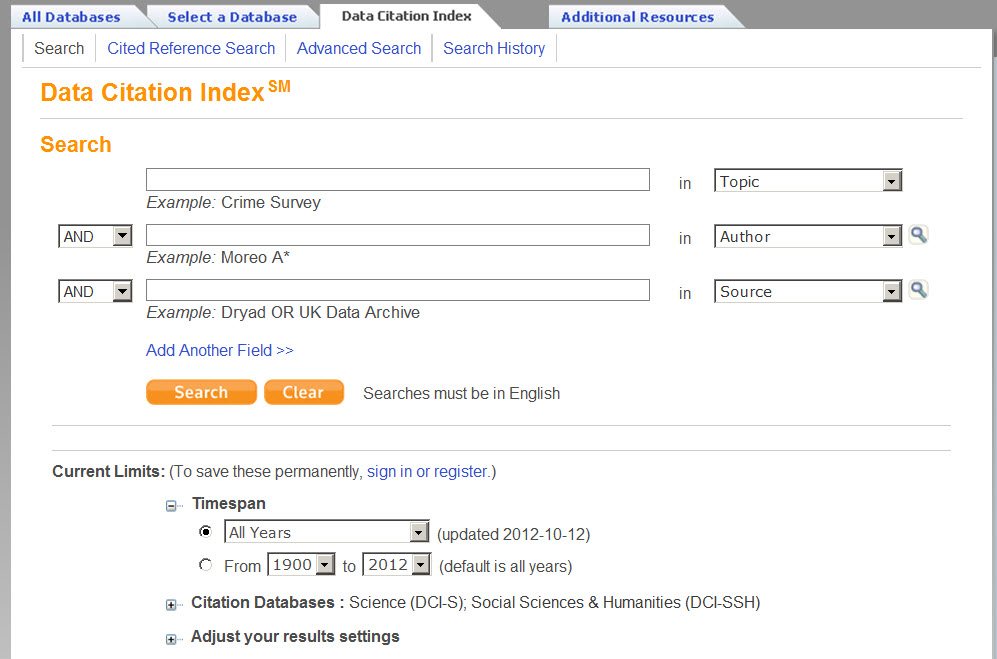 All Databases Select a Database Data Citation Index Additional Resources
Search Cited Reference Search Advanced Search Search History
Data Citation Index SM
Search
in Topic
Example: Crime Survey
AND in Author
Example: Moreo A*
AND in Source
Example: Dryad OR UK Data Archive
Add Another Field >>
Search Clear Searches must be in English
Current Limits: (To save these permanently, sign in or register.)
Timespan
All Years (updated 2012-10-12)
From 1900 to 2012 (default is all years)
Citation Databases : Science (DCI-S); Social Sciences & Humanities (DCI-SSH)
Adjust your results settings